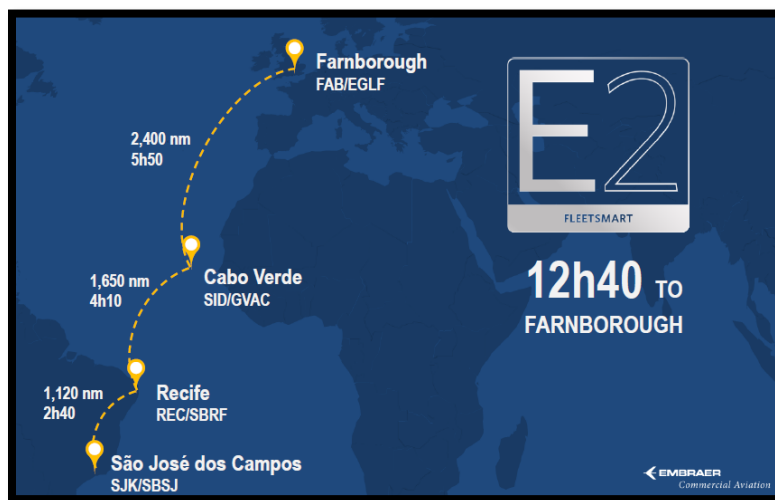 Farnborough
FAB/EGLF
2,400 nm
5h50
Cabo Verde
SID/GVAC
1,650 nm
4h10
Recife
REC/SBRF
1,120 nm
2h40
São José dos Campos
SJK/SBSJ
E2
FLEETSMART
12h40 TO
FARNBOROUGH
EMBRAER
Commercial Aviation